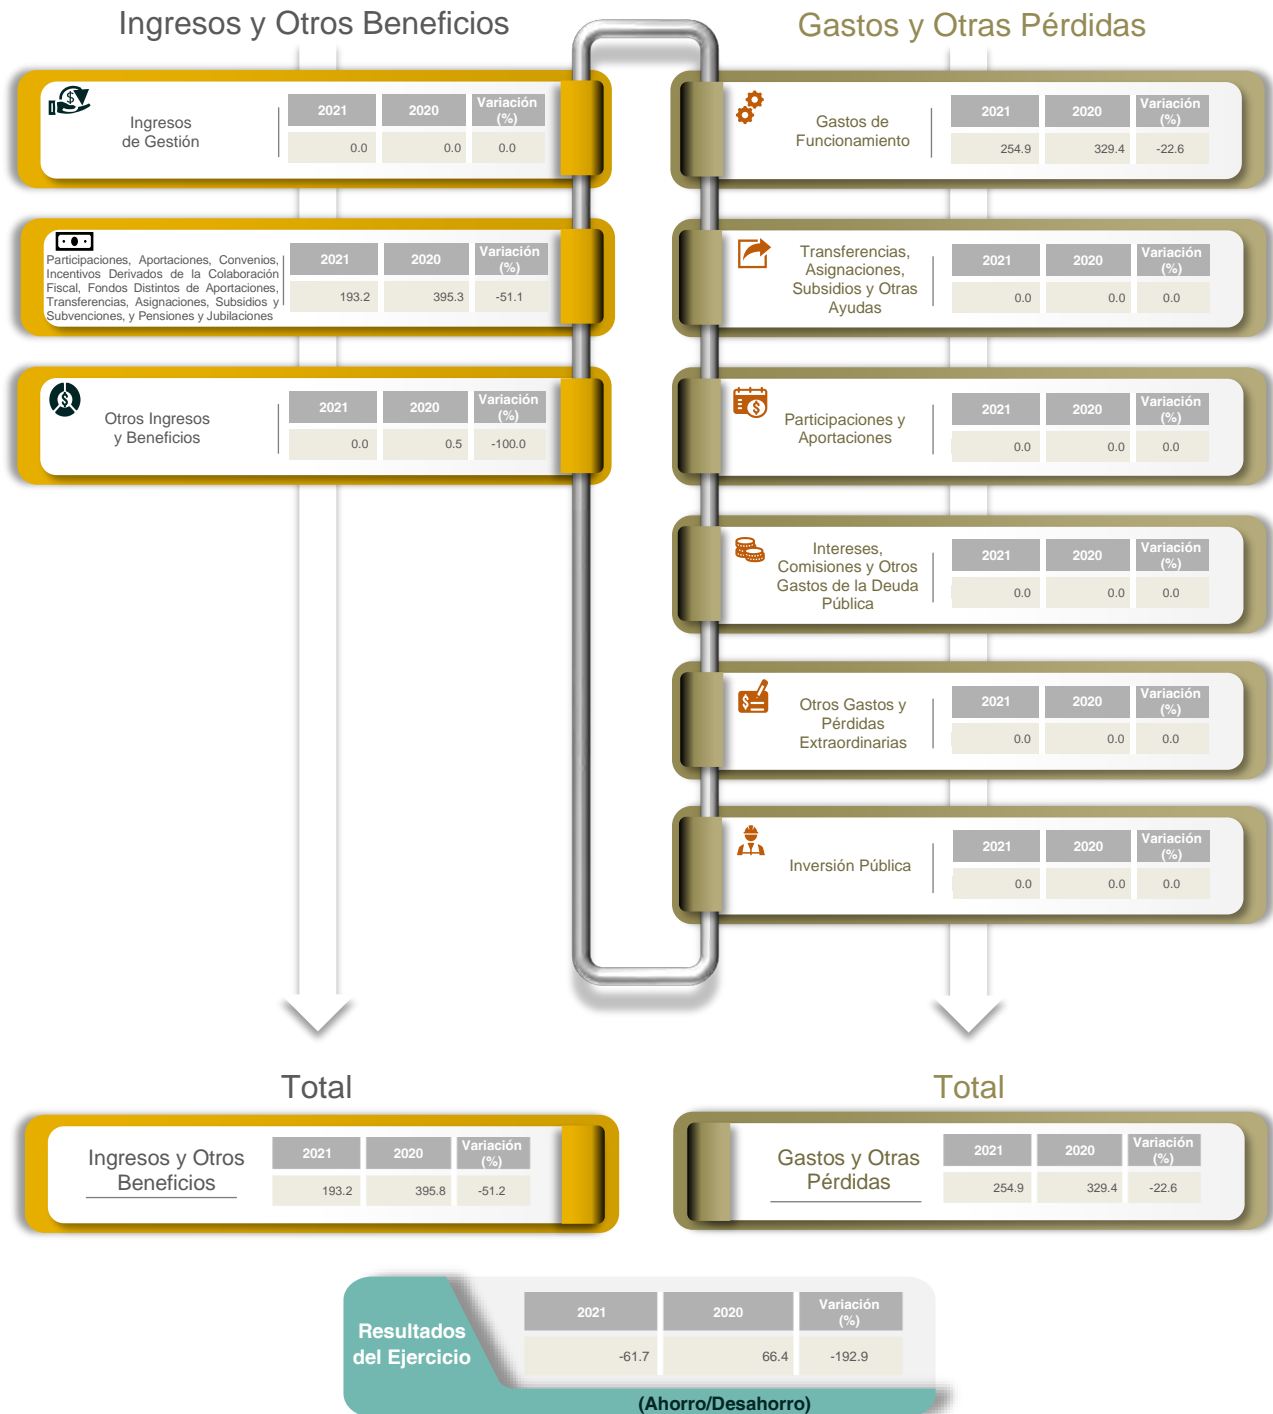 Ingresos y Otros Beneficios
Ingresos
de Gestión
2021 2020 Variación
(%)
0.0 0.0 0.0
Participaciones, Aportaciones, Convenios,
Incentivos Derivados de la Colaboración
Fiscal, Fondos Distintos de Aportaciones,
Transferencias, Asignaciones, Subsidios y
Subvenciones, y Pensiones y Jubilaciones
2021 2020 Variación
(%)
193.2 395.3 -51.1
Otros Ingresos
y Beneficios
2021 2020 Variación
(%)
0.0 0.5 -100.0
Gastos y Otras Pérdidas
Gastos de
Funcionamiento
2021 2020 Variación
(%)
254.9 329.4 -22.6
Transferencias,
Asignaciones,
Subsidios y Otras
Ayudas
2021 2020 Variación
(%)
0.0 0.0 0.0
Participaciones y
Aportaciones
2021 2020 Variación
(%)
0.0 0.0 0.0
Intereses,
Comisiones y Otros
Gastos de la Deuda
Pública
2021 2020 Variación
(%)
0.0 0.0 0.0
Otros Gastos y
Pérdidas
Extraordinarias
2021 2020 Variación
(%)
0.0 0.0 0.0
Inversión Pública
2021 2020 Variación
(%)
0.0 0.0 0.0
Total
Ingresos y Otros
Beneficios
2021 2020 Variación
(%)
193.2 395.8 -51.2
Total
Gastos y Otras
Pérdidas
2021 2020 Variación
(%)
254.9 329.4 -22.6
Resultados
del Ejercicio
2021 2020 Variación
(%)
-61.7 66.4 -192.9
(Ahorro/Desahorro)